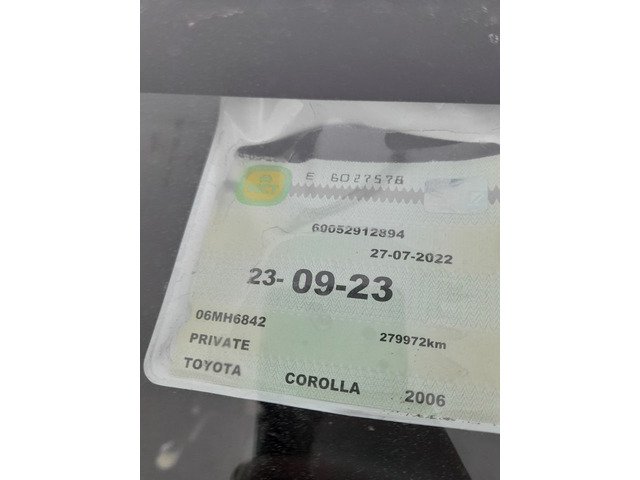 E 6027578
60052912894
27-07-2022
23- 09-23
06MH6842 279972km
PRIVATE
TOYOTA COROLLA 2006